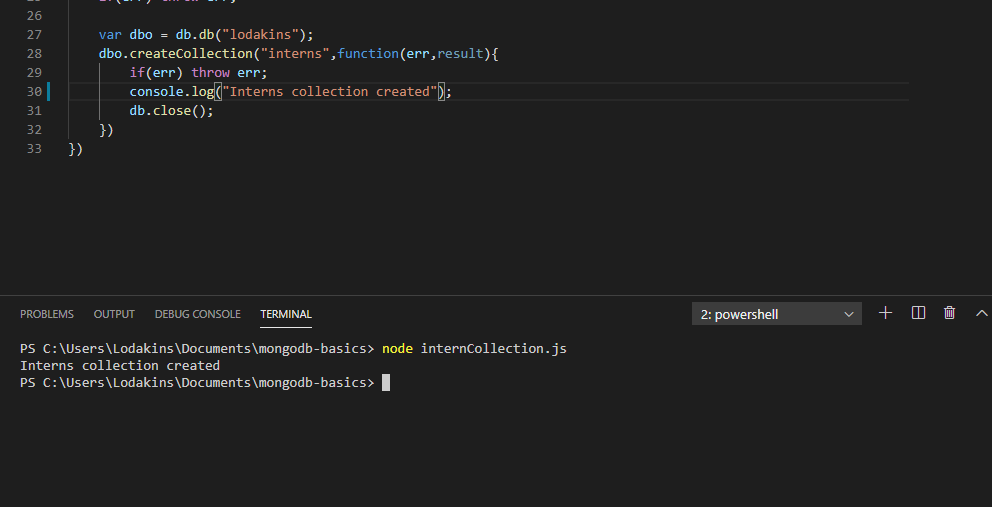 26
27 var dbo = db.db("lodakins");
28 dbo.createCollection("interns",function(err,result){
29 if(err) throw err;
30 console.log("Interns collection created");
31 db.close();
32 })
33 })
PROBLEMS OUTPUT DEBUG CONSOLE TERMINAL 2: powershell
PS C:\Users\Lodakins\Documents\mongodb-basics> node internCollection.js
Interns collection created
PS C:\Users\Lodakins\Documents\mongodb-basics>